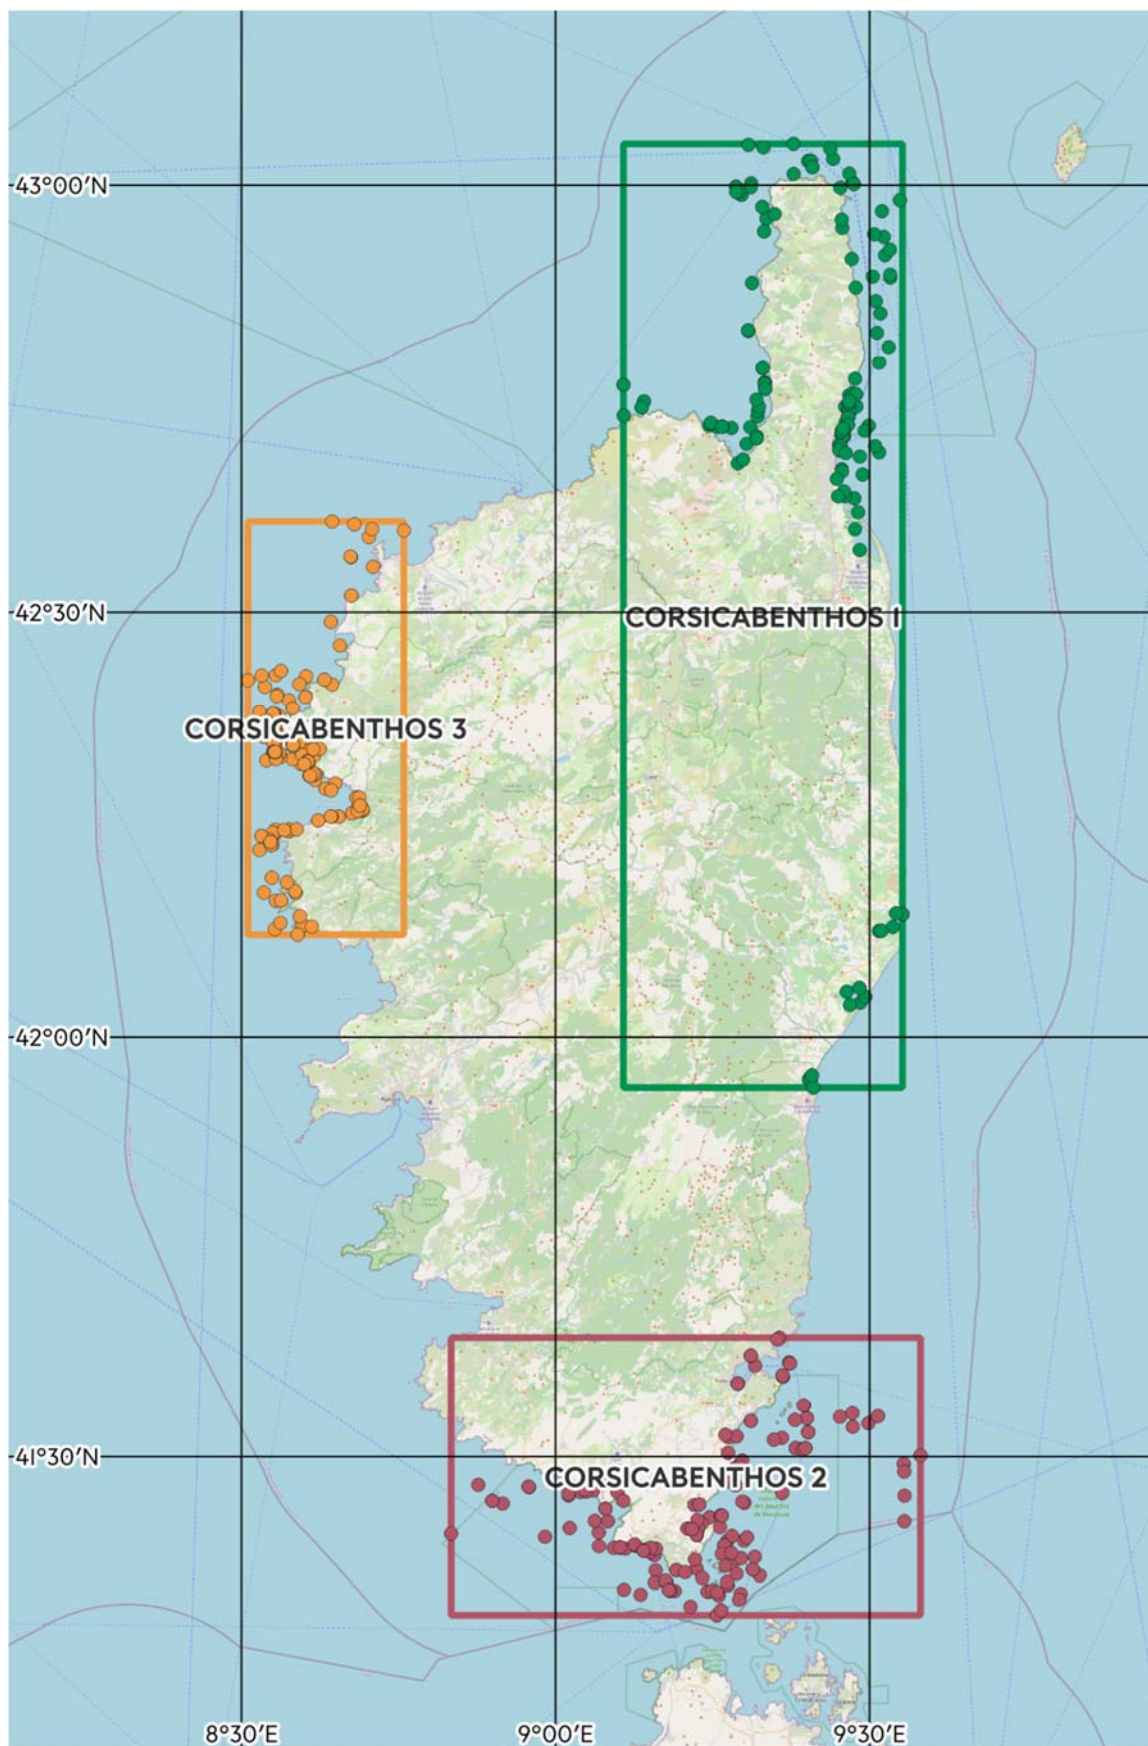 43°00'N
42°30'N
CORSICABENTHOS 1
CORSICABENTHOS 3
42°00'N
41°30'N
CORSICABENTHOS 2
8°30'E
9°00'E
9°30'E